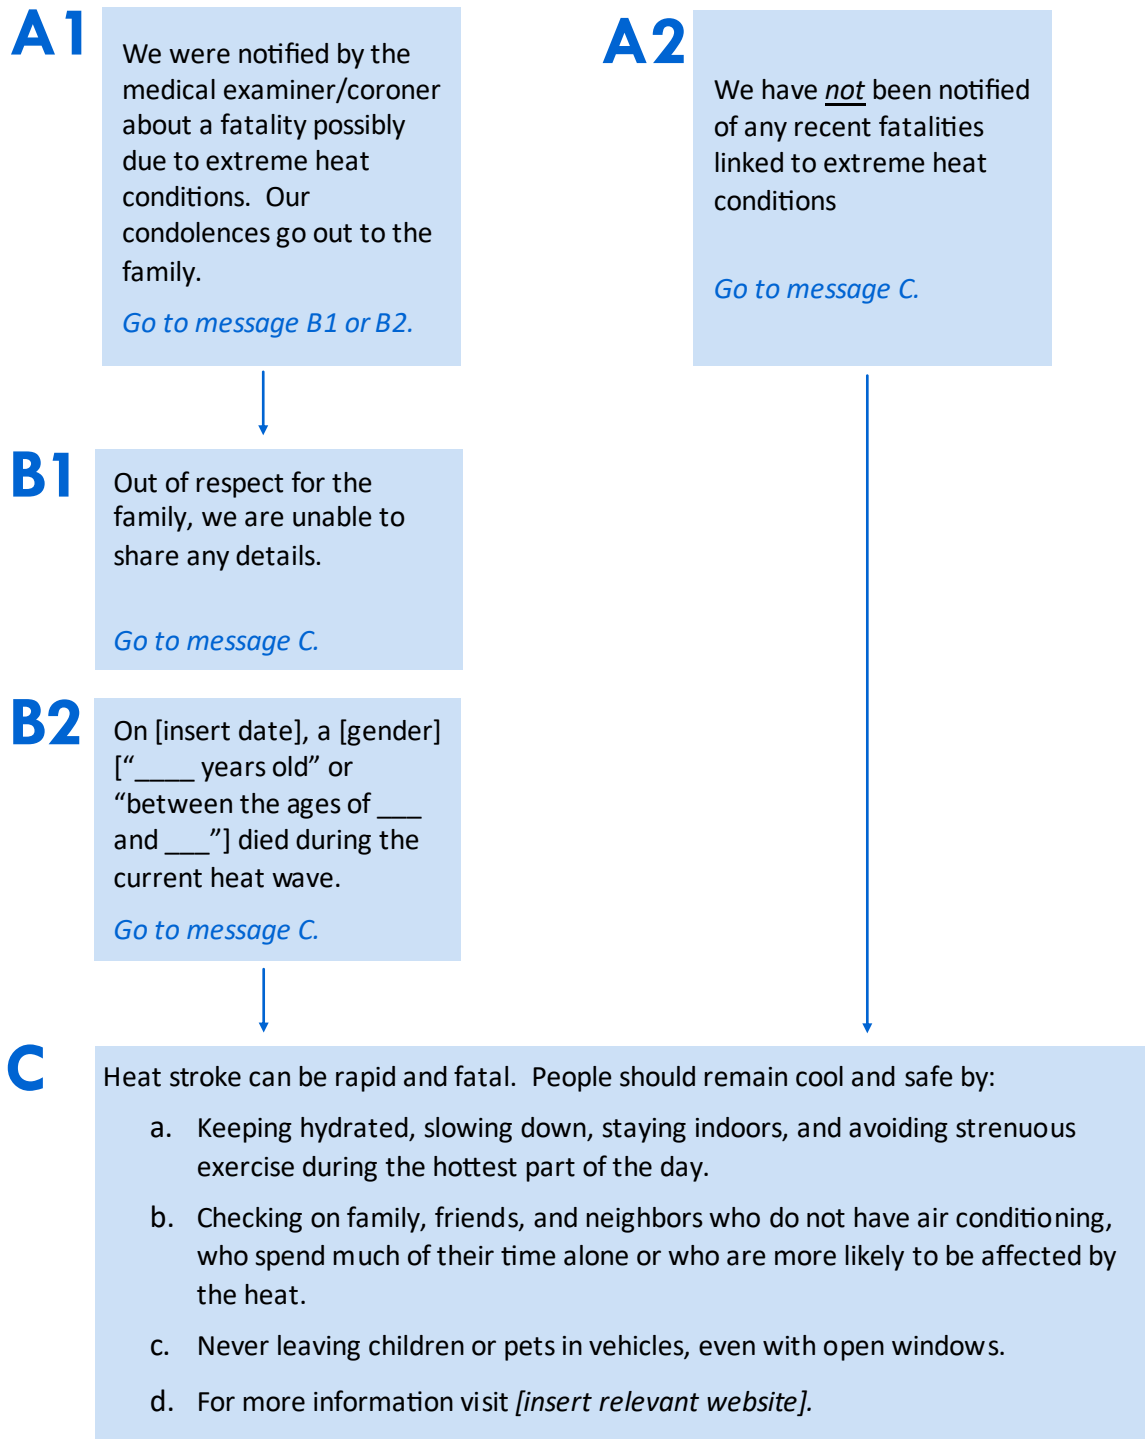 A1
We were notified by the
medical examiner/coroner
about a fatality possibly
due to extreme heat
conditions.  Our
condolences go out to the
family.
Go to message B1 or B2.
A2
We have not been notified
of any recent fatalities
linked to extreme heat
conditions
Go to message C.
B1
Out of respect for the
family, we are unable to
share any details.
Go to message C.
B2
On [insert date], a [gender]
[“____ years old” or
“between the ages of ___
and ___”] died during the
current heat wave.
Go to message C.
C
Heat stroke can be rapid and fatal.  People should remain cool and safe by:
a. Keeping hydrated, slowing down, staying indoors, and avoiding strenuous
exercise during the hottest part of the day.
b. Checking on family, friends, and neighbors who do not have air conditioning,
who spend much of their time alone or who are more likely to be affected by
the heat.
c. Never leaving children or pets in vehicles, even with open windows.
d. For more information visit [insert relevant website].